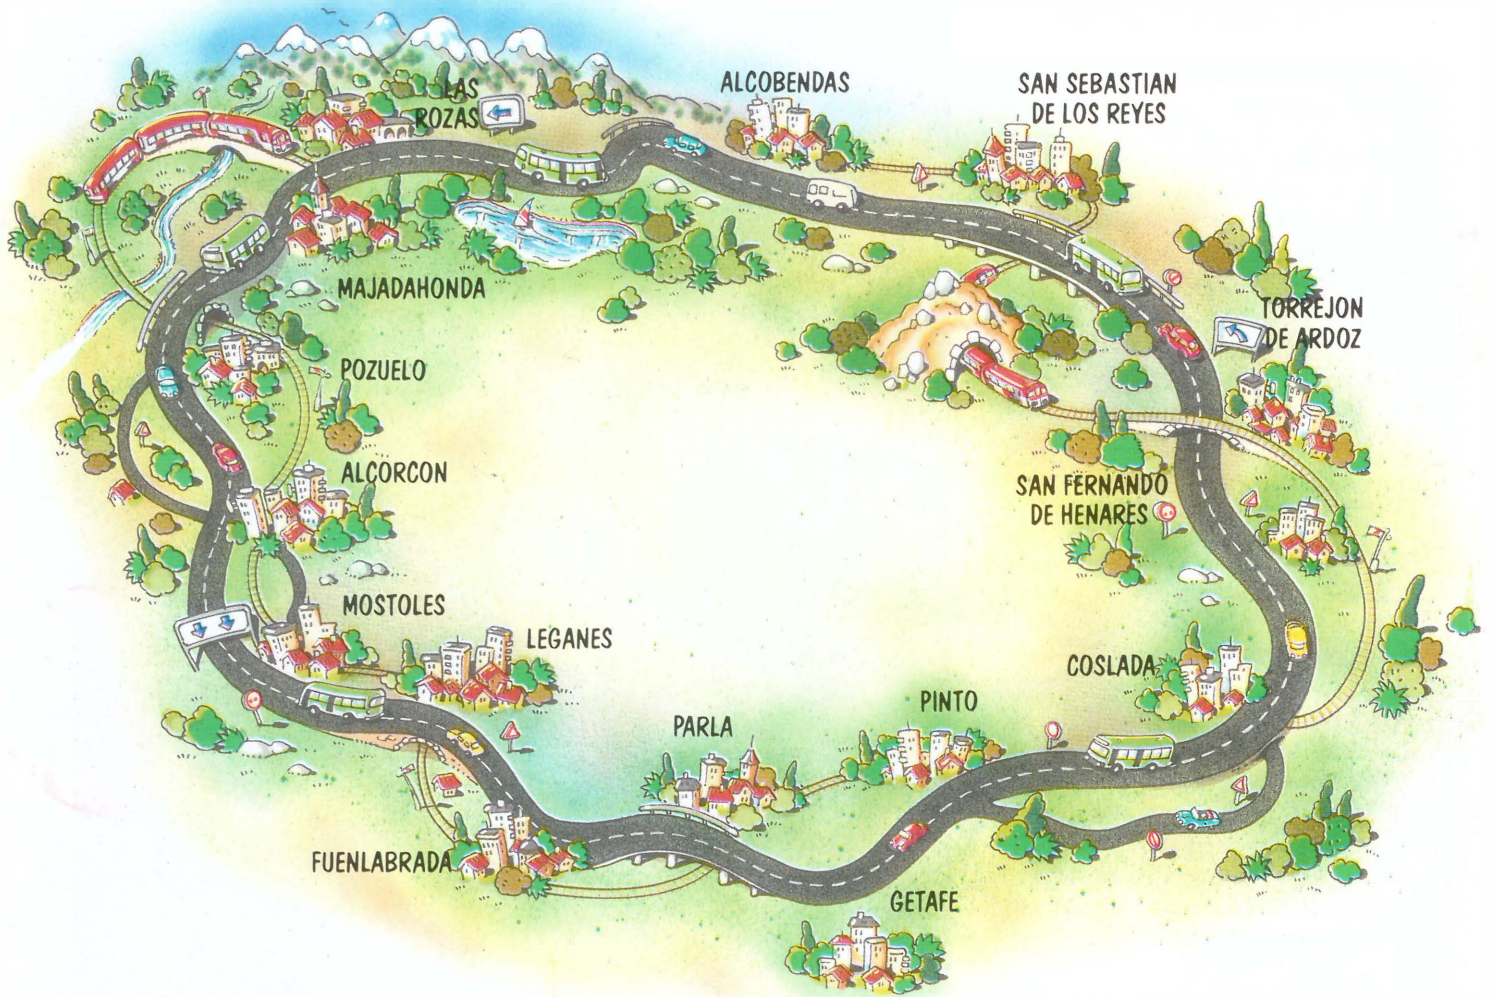 ALCOBENDAS
SAN SEBASTIAN
DE LOS REYES
LAS
ROZAS
MAJADAHONDA
TORREJON
DE ARDOZ
POZUELO
ALCORCON
SAN FERNANDO
DE HENARES
MOSTOLES
LEGANES
COSLADA
PINTO
PARLA
FUENLABRADA
GETAFE